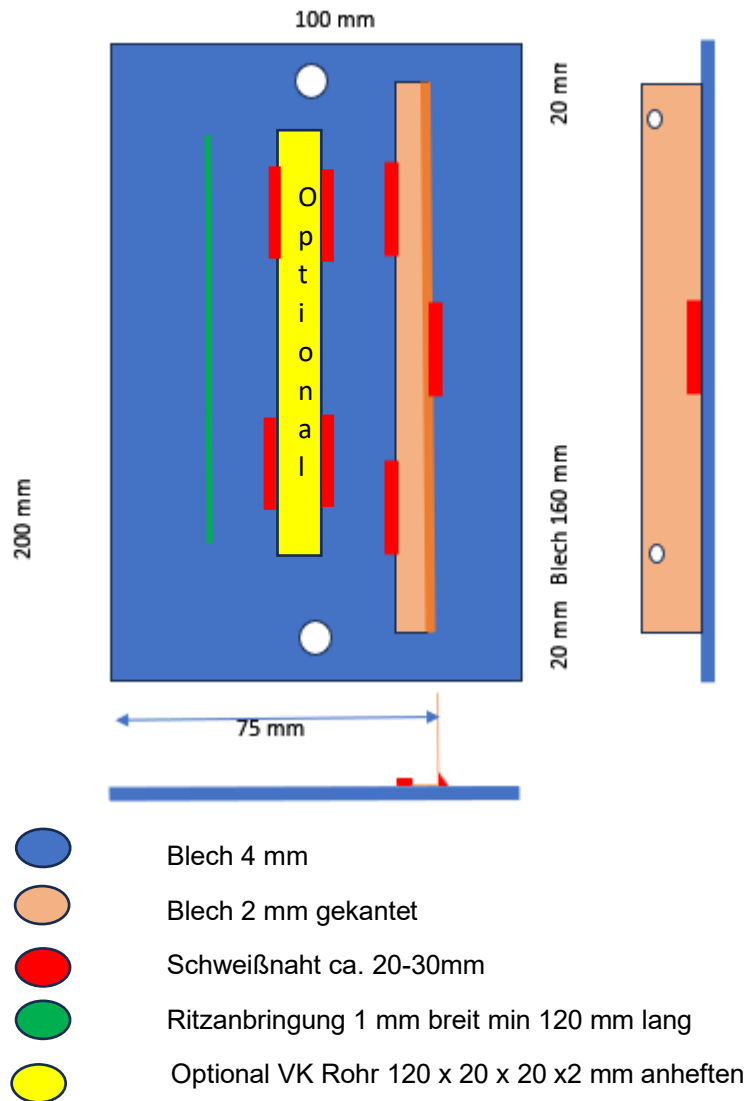 100 mm
20 mm
Optional
200 mm
Blech 160 mm
20 mm
75 mm
Blech 4 mm
Blech 2 mm gekantet
Schweißnaht ca. 20-30mm
Ritzanbringung 1 mm breit min 120 mm lang
Optional VK Rohr 120 x 20 x 20 x2 mm anheften